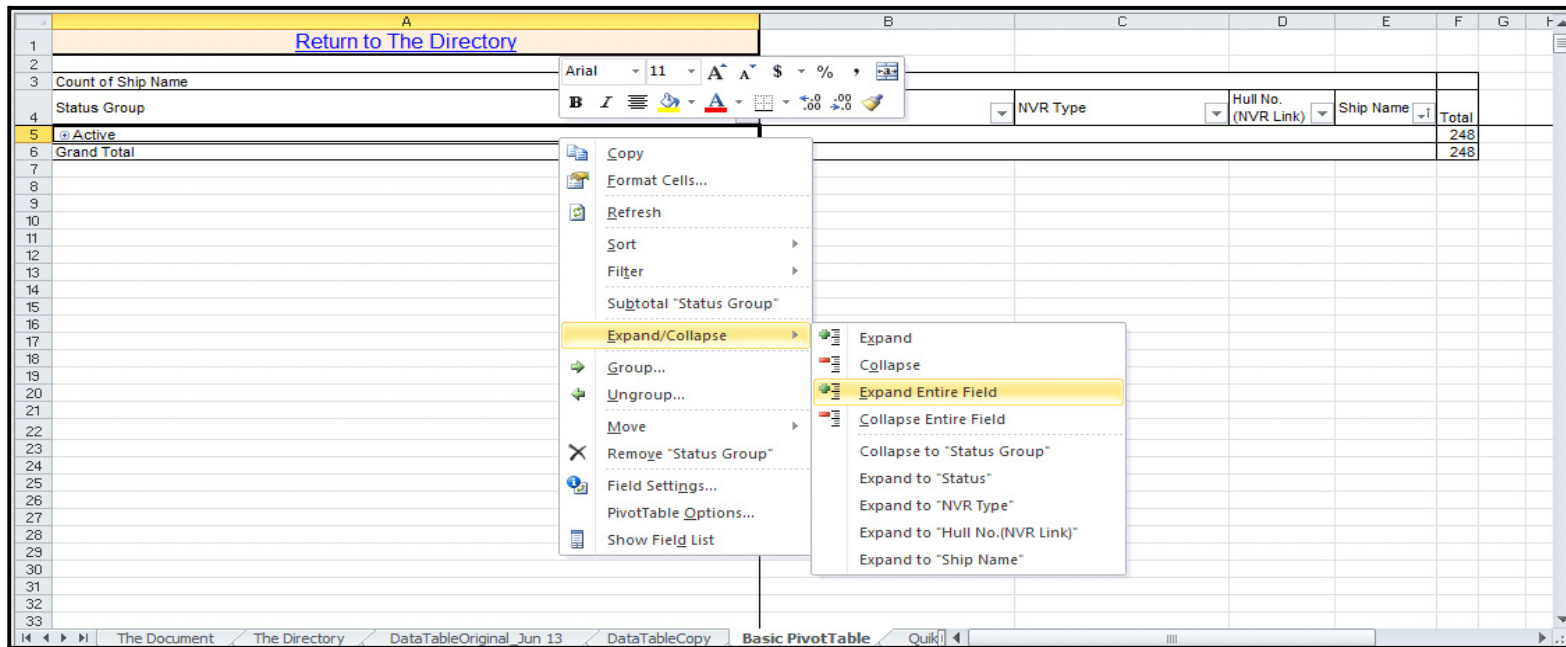 A B C D E F G H
1 Return to The Directory
2 Arial 11 A A $ % , a
3 Count of Ship Name
B I A .00 .0 .00 .0
4 Status Group NVR Type Hull No. (NVR Link) Ship Name Total
5 Active 248
6 Grand Total 248
7
8
9
10
11
12
13
14
15
16
17
18
19
20
21
22
23
24
25
26
27
28
29
30
31
32
33
Copy
Format Cells...
Refresh
Sort
Filter
Subtotal "Status Group"
Expand/Collapse
Group...
Ungroup...
Move
Remove "Status Group"
Field Settings...
PivotTable Options...
Show Field List
Expand
Collapse
Expand Entire Field
Collapse Entire Field
Collapse to "Status Group"
Expand to "Status"
Expand to "NVR Type"
Expand to "Hull No.(NVR Link)"
Expand to "Ship Name"
The Document The Directory DataTableOriginal_Jun 13 DataTableCopy Basic PivotTable Quik